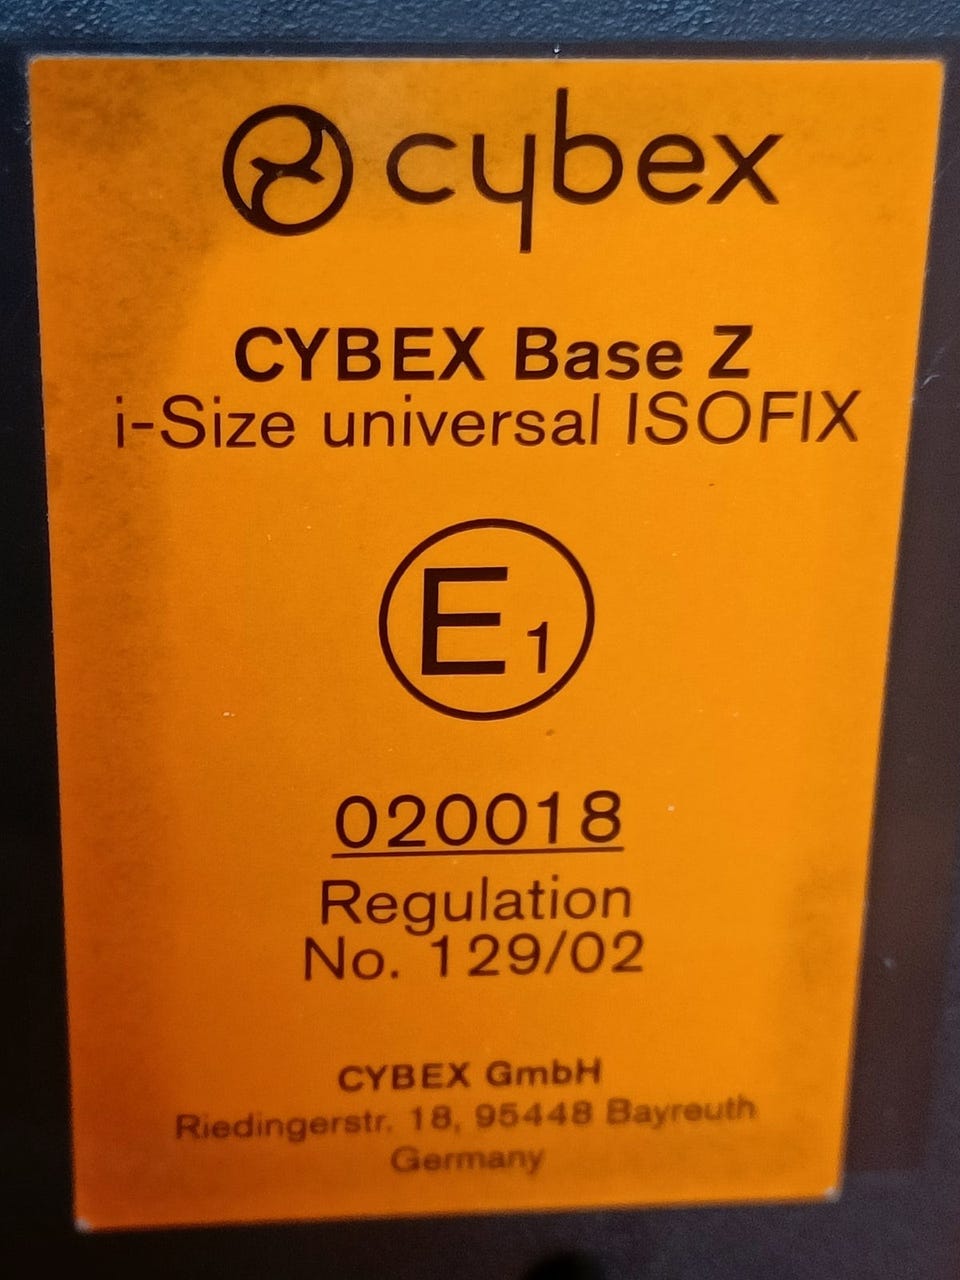 cybex
CYBEX Base Z
i-Size universal ISOFIX
E1
020018
Regulation
No. 129/02
CYBEX GmbH
Riedingerstr. 18, 95448 Bayreuth
Germany